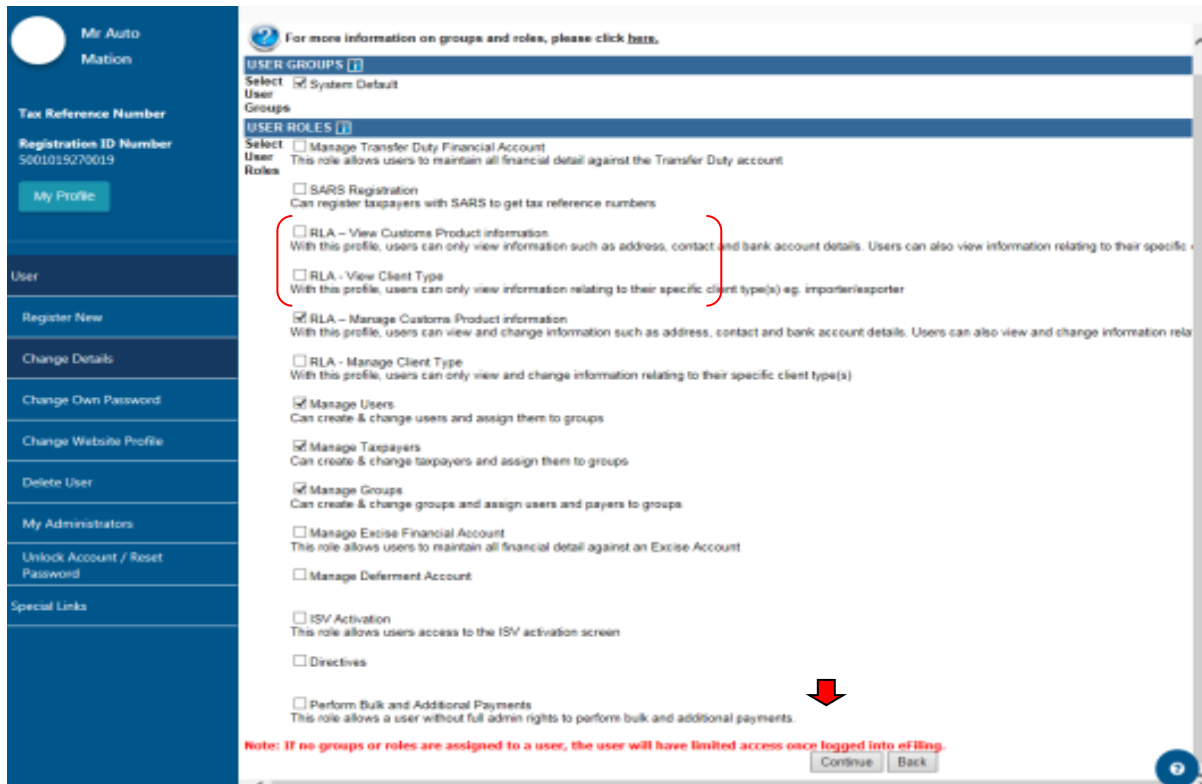 Mr Auto
Mation
Tax Reference Number
Registration ID Number
5001019270019
My Profile
User
Register New
Change Details
Change Own Password
Change Website Profile
Delete User
My Administrators
Unlock Account / Reset
Password
Special Links
For more information on groups and roles, please click here.
USER GROUPS
Select User Groups
System Default
USER ROLES
Select User Roles
Manage Transfer Duty Financial Account
This role allows users to maintain all financial detail against the Transfer Duty account
SARS Registration
Can register taxpayers with SARS to get tax reference numbers
RLA – View Customs Product information
With this profile, users can only view information such as address, contact and bank account details. Users can also view information relating to their specific
RLA - View Client Type
With this profile, users can only view information relating to their specific client type(s) eg. importer/exporter
RLA – Manage Customs Product information
With this profile, users can view and change information such as address, contact and bank account details. Users can also view and change information rela
RLA - Manage Client Type
With this profile, users can only view and change information relating to their specific client type(s)
Manage Users
Can create & change users and assign them to groups
Manage Taxpayers
Can create & change taxpayers and assign them to groups
Manage Groups
Can create & change groups and assign users and payers to groups
Manage Excise Financial Account
This role allows users to maintain all financial detail against an Excise Account
Manage Deferment Account
ISV Activation
This role allows users access to the ISV activation screen
Directives
Perform Bulk and Additional Payments
This role allows a user without full admin rights to perform bulk and additional payments.
Note: If no groups or roles are assigned to a user, the user will have limited access once logged into eFiling.
Continue Back